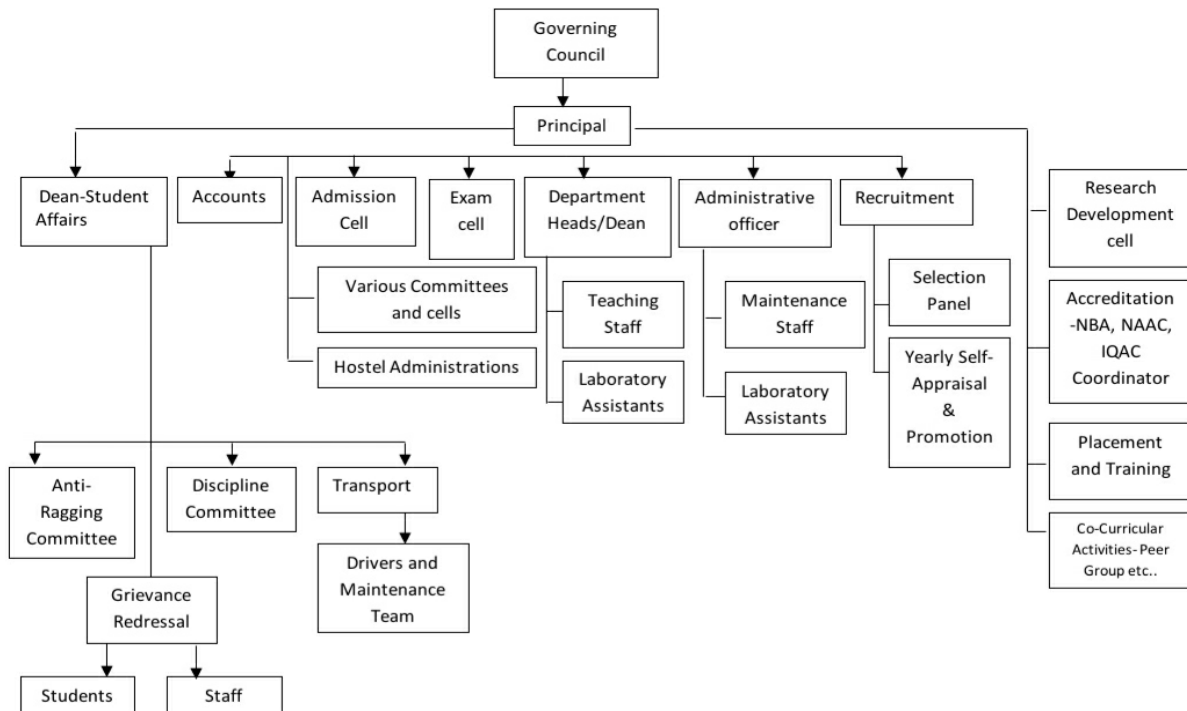 Governing
Council
Principal
Dean-Student
Affairs
Accounts
Admission
Cell
Exam
cell
Department
Heads/Dean
Administrative
officer
Recruitment
Research
Development
cell
Various Committees
and cells
Hostel Administrations
Teaching
Staff
Laboratory
Assistants
Maintenance
Staff
Laboratory
Assistants
Selection
Panel
Yearly Self-
Appraisal
&
Promotion
Accreditation
-NBA, NAAC,
IQAC
Coordinator
Placement
and Training
Co-Curricular
Activities- Peer
Group etc..
Anti-
Ragging
Committee
Discipline
Committee
Transport
Drivers and
Maintenance
Team
Grievance
Redressal
Students
Staff